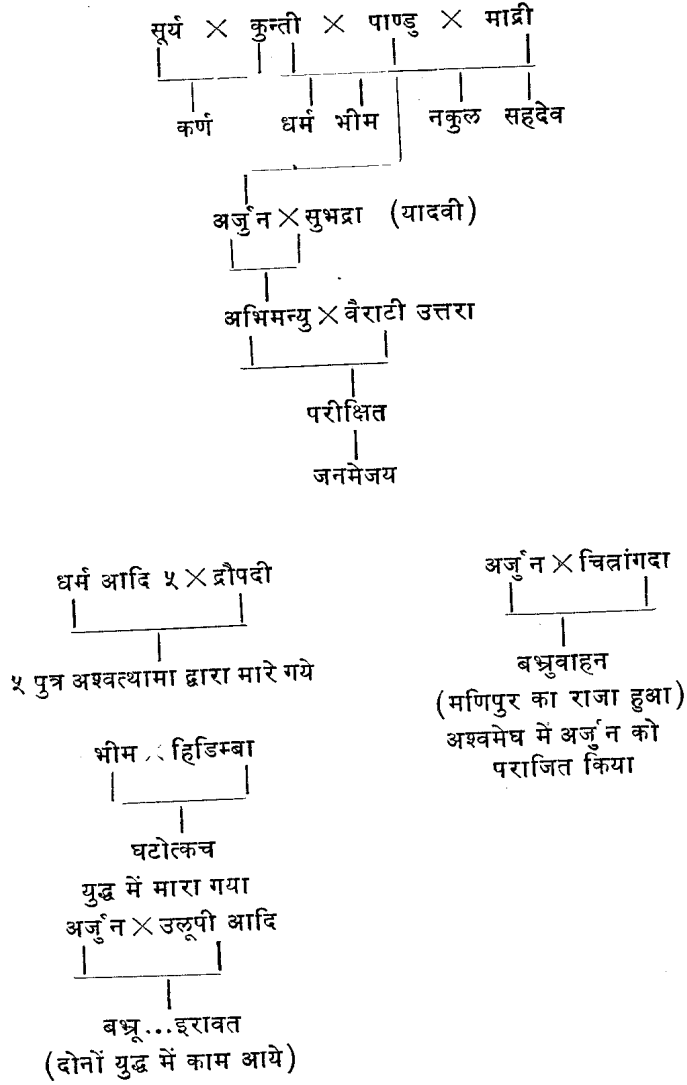 सूर्य × कुन्ती × पाण्डु × माद्री
कर्ण धर्म भीम नकुल सहदेव
अर्जुन × सुभद्रा (यादवी)
अभिमन्यु × वैराटी उत्तरा
परीक्षित
जनमेजय
धर्म आदि ५ × द्रौपदी
५ पुत्र अश्वत्थामा द्वारा मारे गये
भीम × हिडिम्बा
घटोत्कच
युद्ध में मारा गया
अर्जुन × उलूपी आदि
बभ्रू...इरावत
(दोनों युद्ध में काम आये)
अर्जुन × चित्रांगदा
बभ्रुवाहन
(मणिपुर का राजा हुआ)
अश्वमेघ में अर्जुन को
पराजित किया